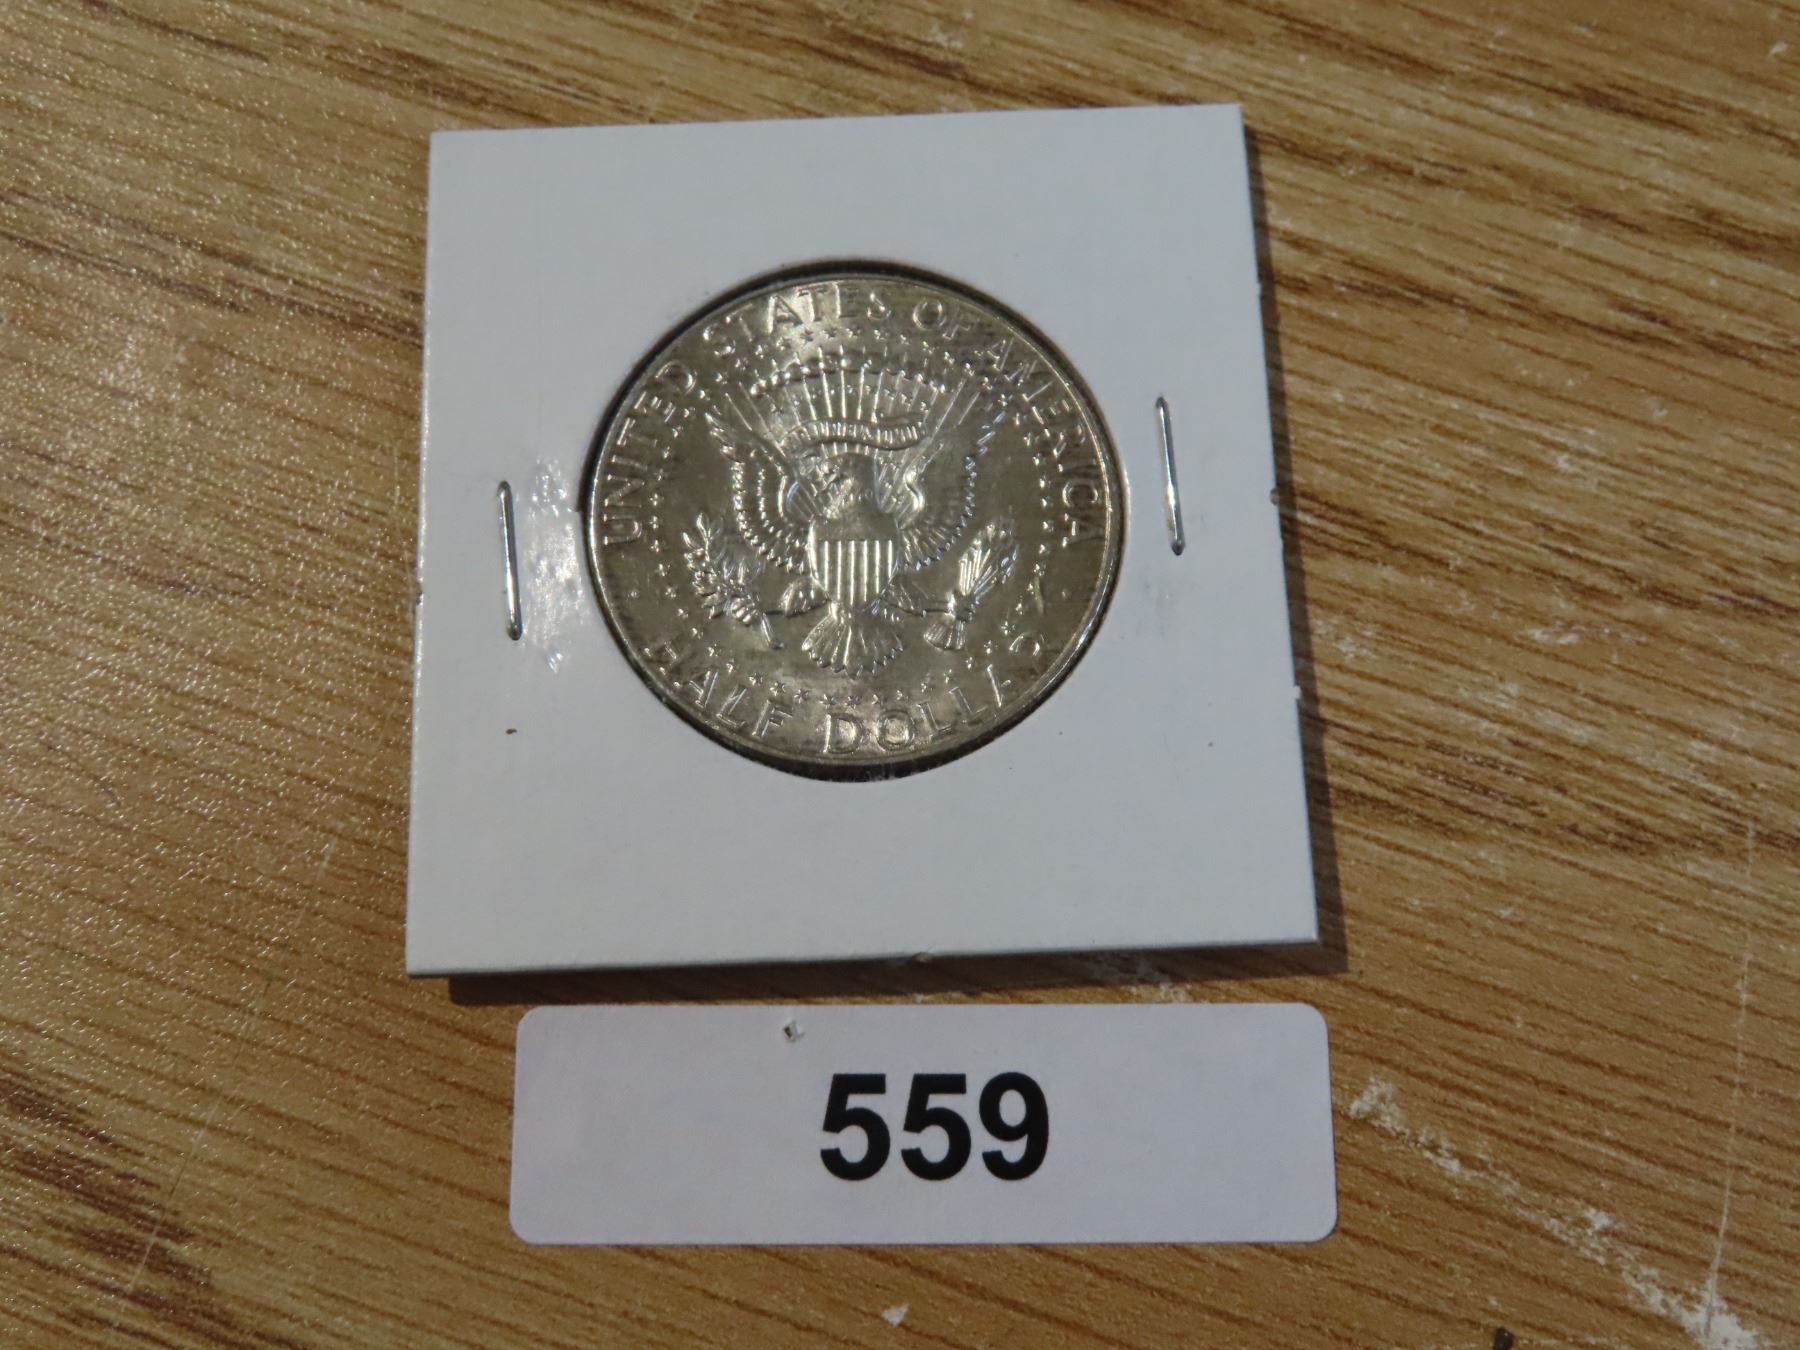 UNITED STATES OF AMERICA
HALF DOLLAR
559